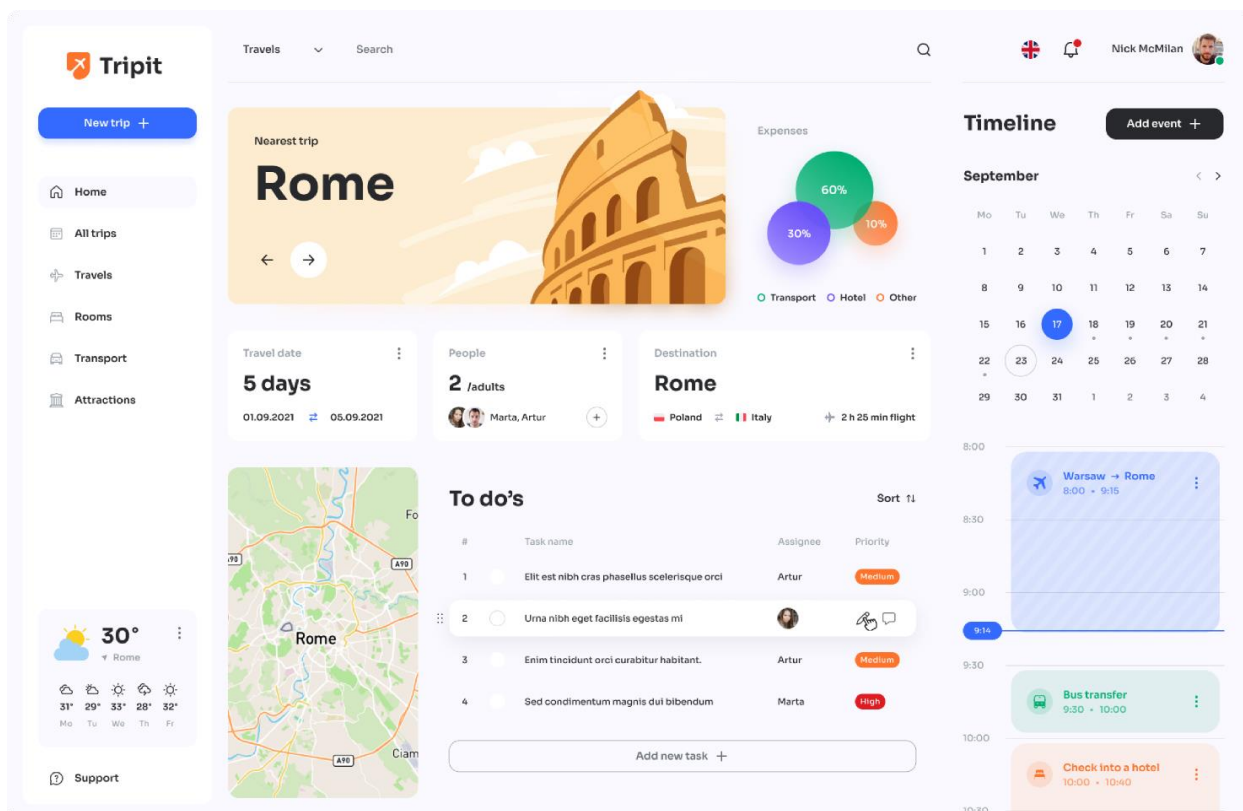 Tripit
New trip +
Home
All trips
Travels
Rooms
Transport
Attractions
30°
Rome
31° 29° 33° 28° 32°
Mo Tu We Th Fr
Support
Travels
Search
Nearest trip
Rome
Expenses
60%
30%
10%
Transport Hotel Other
Travel date
5 days
01.09.2021 05.09.2021
People
2 /adults
Marta, Artur
Destination
Rome
Poland Italy 2 h 25 min flight
Fo
A90
A90
Rome
A90
Ciam
To do's
Sort
# Task name Assignee Priority
1 Elit est nibh cras phasellus scelerisque orci Artur Medium
2 Urna nibh eget facilisis egestas mi
3 Enim tincidunt orci curabitur habitant. Artur Medium
4 Sed condimentum magnis dui bibendum Marta High
Add new task +
Nick McMilan
Timeline
Add event +
September
Mo Tu We Th Fr Sa Su
1 2 3 4 5 6 7
8 9 10 11 12 13 14
15 16 17 18 19 20 21
22 23 24 25 26 27 28
29 30 31 1 2 3 4
8:00
Warsaw → Rome
8:00 • 9:15
8:30
9:00
9:14
9:30
Bus transfer
9:30 • 10:00
10:00
Check into a hotel
10:00 • 10:40
10:30